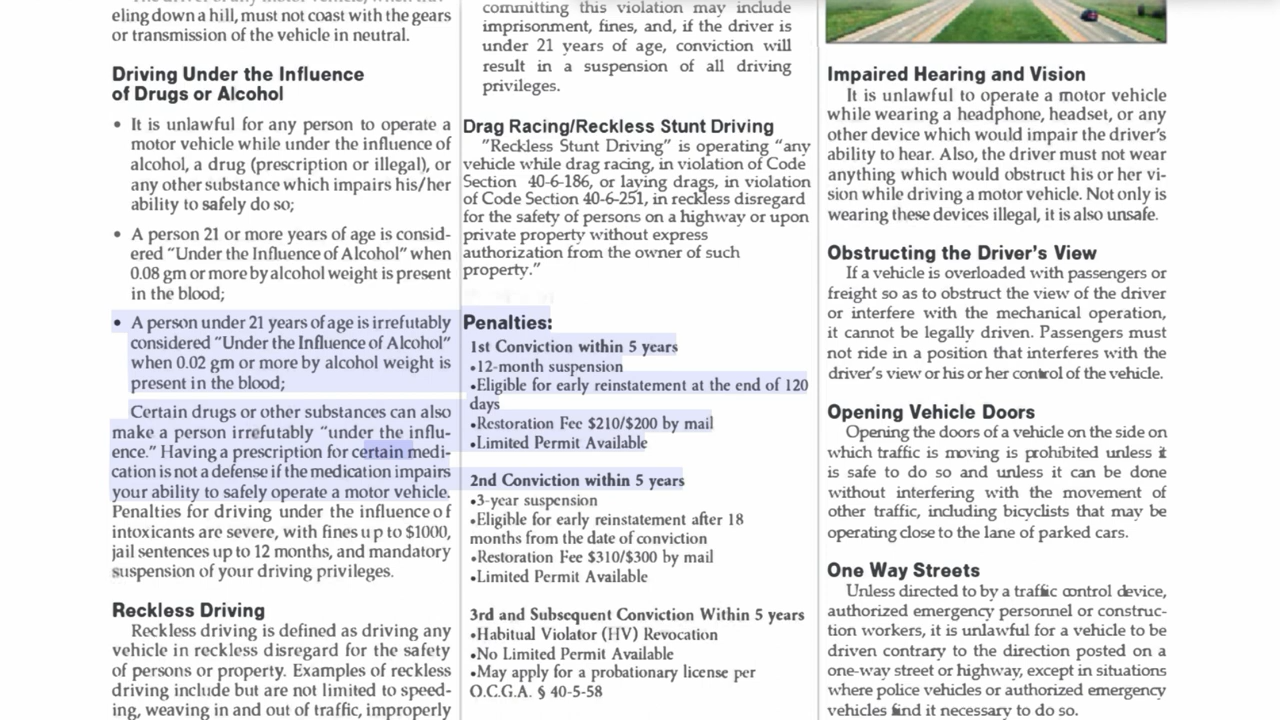 eling down a hill, must not coast with the gears
or transmission of the vehicle in neutral.
Driving Under the Influence
of Drugs or Alcohol
• It is unlawful for any person to operate a
motor vehicle while under the influence of
alcohol, a drug (prescription or illegal), or
any other substance which impairs his/her
ability to safely do so;
• A person 21 or more years of age is consid-
ered “Under the Influence of Alcohol” when
0.08 gm or more by alcohol weight is present
in the blood;
• A person under 21 years of age is irrefutably
considered “Under the Influence of Alcohol”
when 0.02 gm or more by alcohol weight is
present in the blood;
Certain drugs or other substances can also
make a person irrefutably “under the influ-
ence.” Having a prescription for certain medi-
cation is not a defense if the medication impairs
your ability to safely operate a motor vehicle.
Penalties for driving under the influence of
intoxicants are severe, with fines up to $1000,
jail sentences up to 12 months, and mandatory
suspension of your driving privileges.
Reckless Driving
Reckless driving is defined as driving any
vehicle in reckless disregard for the safety
of persons or property. Examples of reckless
driving include but are not limited to speed-
ing, weaving in and out of traffic, improperly
committing this violation may include
imprisonment, fines, and, if the driver is
under 21 years of age, conviction will
result in a suspension of all driving
privileges.
Drag Racing/Reckless Stunt Driving
”Reckless Stunt Driving” is operating “any
vehicle while drag racing, in violation of Code
Section 40-6-186, or laying drags, in violation
of Code Section 40-6-251, in reckless disregard
for the safety of persons on a highway or upon
private property without express
authorization from the owner of such
property.”
Penalties:
1st Conviction within 5 years
•12-month suspension
•Eligible for early reinstatement at the end of 120
days
•Restoration Fee $210/$200 by mail
•Limited Permit Available
2nd Conviction within 5 years
•3-year suspension
•Eligible for early reinstatement after 18
months from the date of conviction
•Restoration Fee $310/$300 by mail
•Limited Permit Available
3rd and Subsequent Conviction Within 5 years
•Habitual Violator (HV) Revocation
•No Limited Permit Available
•May apply for a probationary license per
O.C.G.A. § 40-5-58
Impaired Hearing and Vision
It is unlawful to operate a motor vehicle
while wearing a headphone, headset, or any
other device which would impair the driver’s
ability to hear. Also, the driver must not wear
anything which would obstruct his or her vi-
sion while driving a motor vehicle. Not only is
wearing these devices illegal, it is also unsafe.
Obstructing the Driver’s View
If a vehicle is overloaded with passengers or
freight so as to obstruct the view of the driver
or interfere with the mechanical operation,
it cannot be legally driven. Passengers must
not ride in a position that interferes with the
driver’s view or his or her control of the vehicle.
Opening Vehicle Doors
Opening the doors of a vehicle on the side on
which traffic is moving is prohibited unless it
is safe to do so and unless it can be done
without interfering with the movement of
other traffic, including bicyclists that may be
operating close to the lane of parked cars.
One Way Streets
Unless directed to by a traffic control device,
authorized emergency personnel or construc-
tion workers, it is unlawful for a vehicle to be
driven contrary to the direction posted on a
one-way street or highway, except in situations
where police vehicles or authorized emergency
vehicles find it necessary to do so.